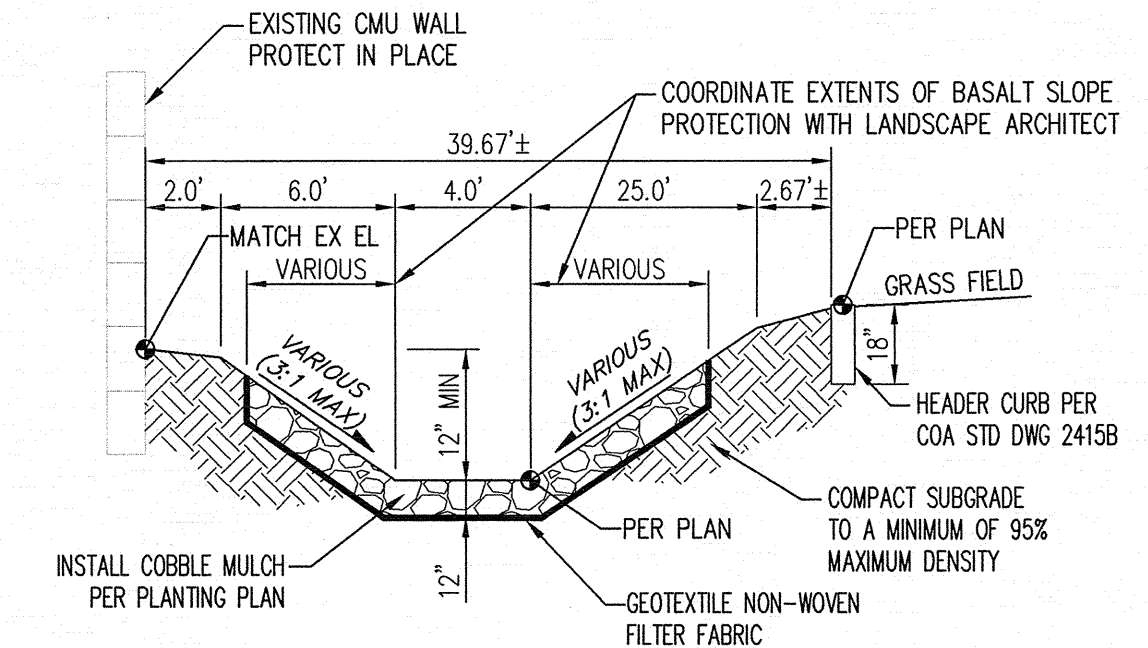 EXISTING CMU WALL
PROTECT IN PLACE
COORDINATE EXTENTS OF BASALT SLOPE
PROTECTION WITH LANDSCAPE ARCHITECT
39.67'±
2.0'
6.0'
4.0'
25.0'
2.67'±
MATCH EX EL
PER PLAN
VARIOUS
VARIOUS
GRASS FIELD
VARIOUS
(3:1 MAX)
12" MIN
VARIOUS
(3:1 MAX)
18"
HEADER CURB PER
COA STD DWG 2415B
PER PLAN
COMPACT SUBGRADE
TO A MINIMUM OF 95%
MAXIMUM DENSITY
INSTALL COBBLE MULCH
PER PLANTING PLAN
12"
GEOTEXTILE NON-WOVEN
FILTER FABRIC